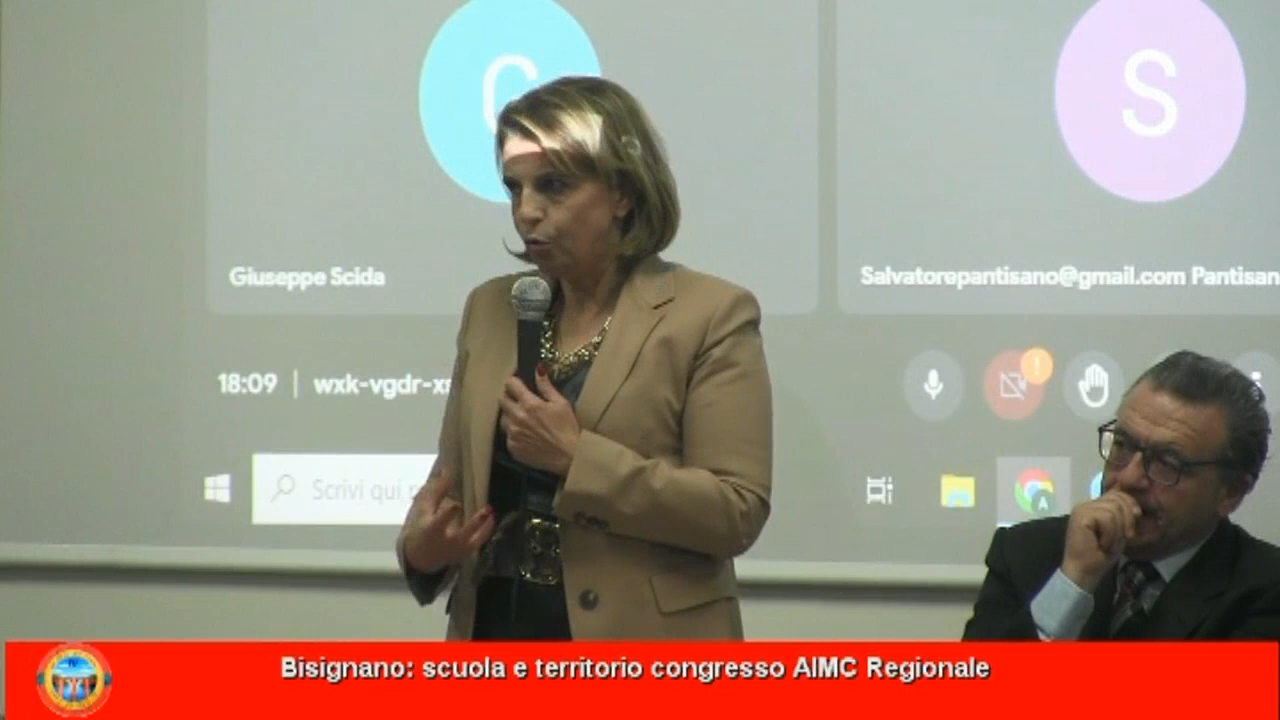 S
Giuseppe Scida
Salvatorepantisano@gmail.com Pantisan
18:09 | wxk-vgdr-x
Scrivi qui
Bisignano: scuola e territorio congresso AIMC Regionale